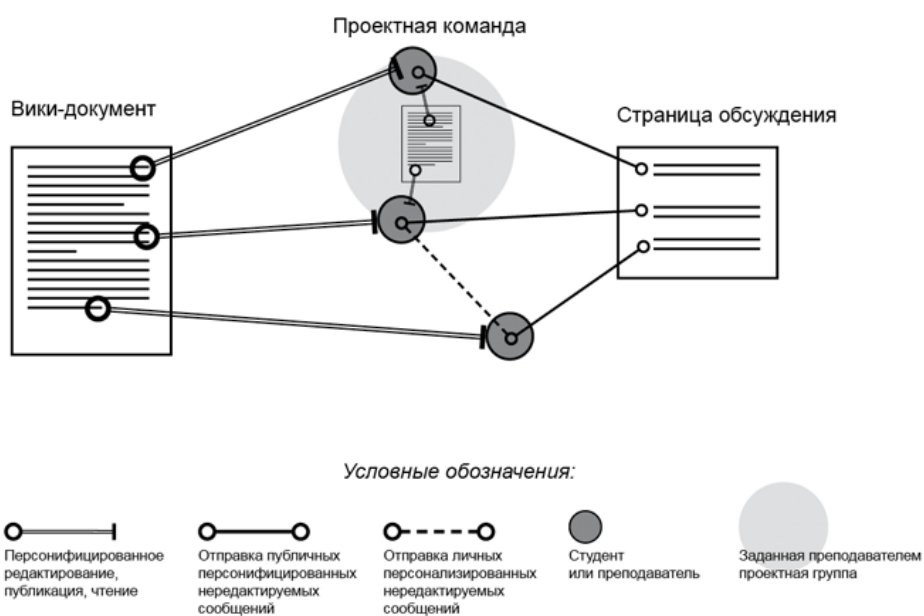 Проектная команда
Вики-документ
Страница обсуждения
Условные обозначения:
Персонифицированное
редактирование,
публикация, чтение
Отправка публичных
персонифицированных
нередактируемых
сообщений
Отправка личных
персонализированных
нередактируемых
сообщений
Студент
или преподаватель
Заданная преподавателем
проектная группа